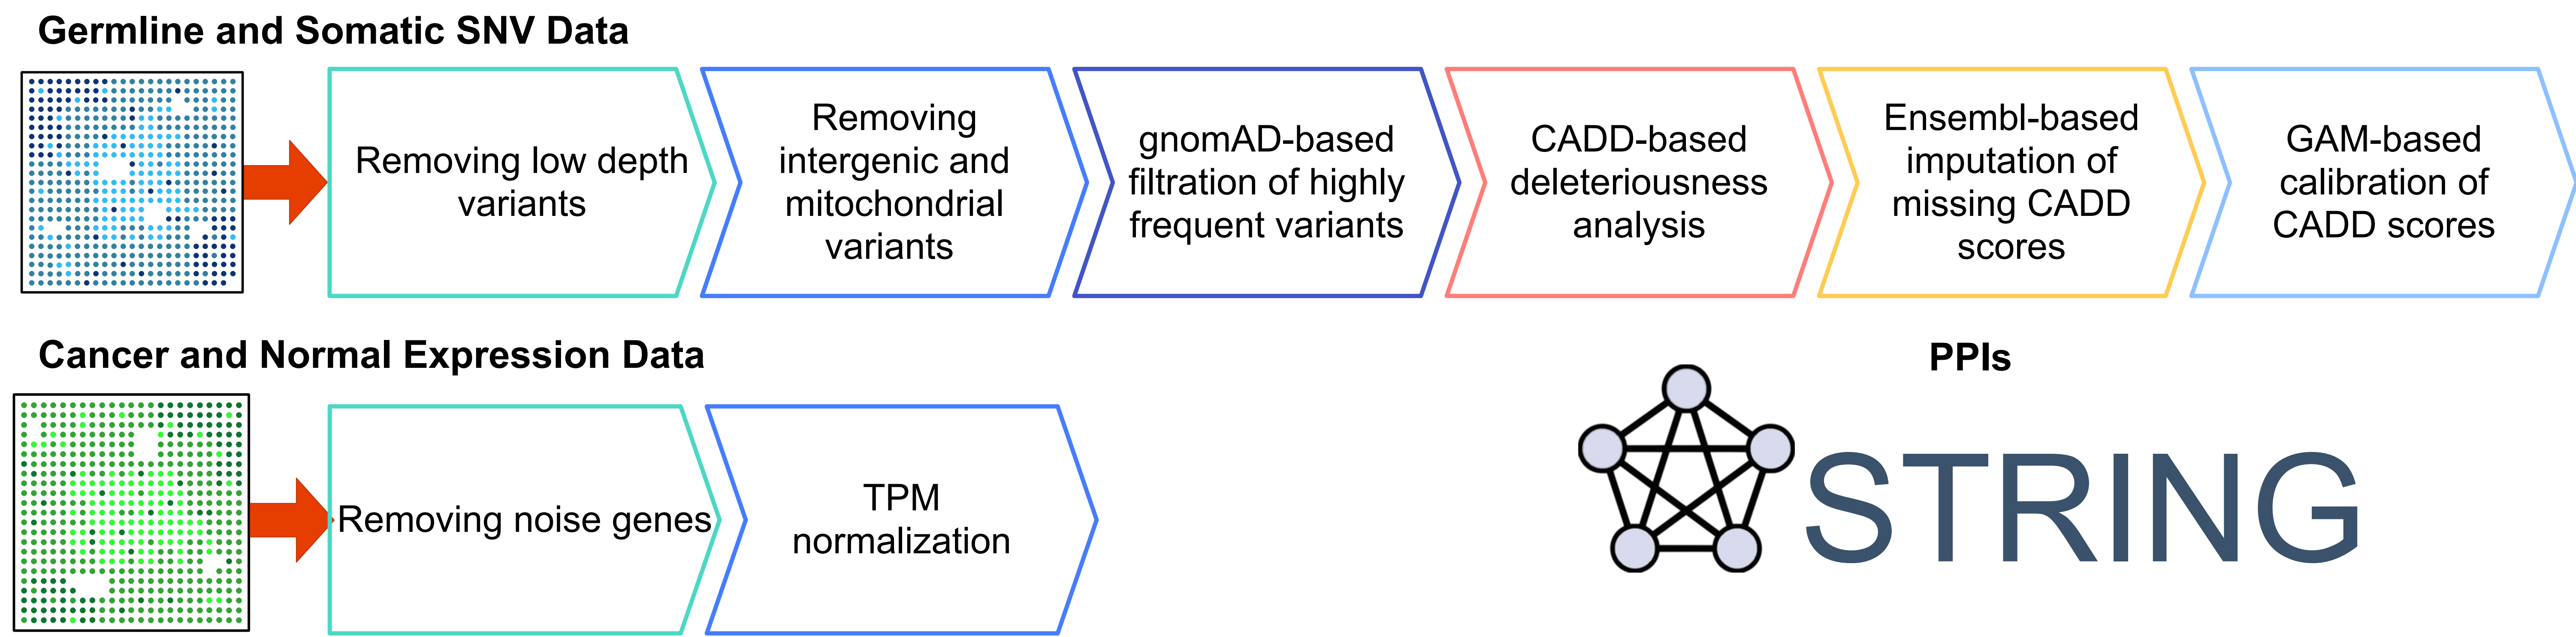 Germline and Somatic SNV Data
Removing low depth
variants
Removing
intergenic and
mitochondrial
variants
gnomAD-based
filtration of highly
frequent variants
CADD-based
deleteriousness
analysis
Ensembl-based
imputation of
missing CADD
scores
GAM-based
calibration of
CADD scores
Cancer and Normal Expression Data
Removing noise genes
TPM
normalization
PPIs
STRING